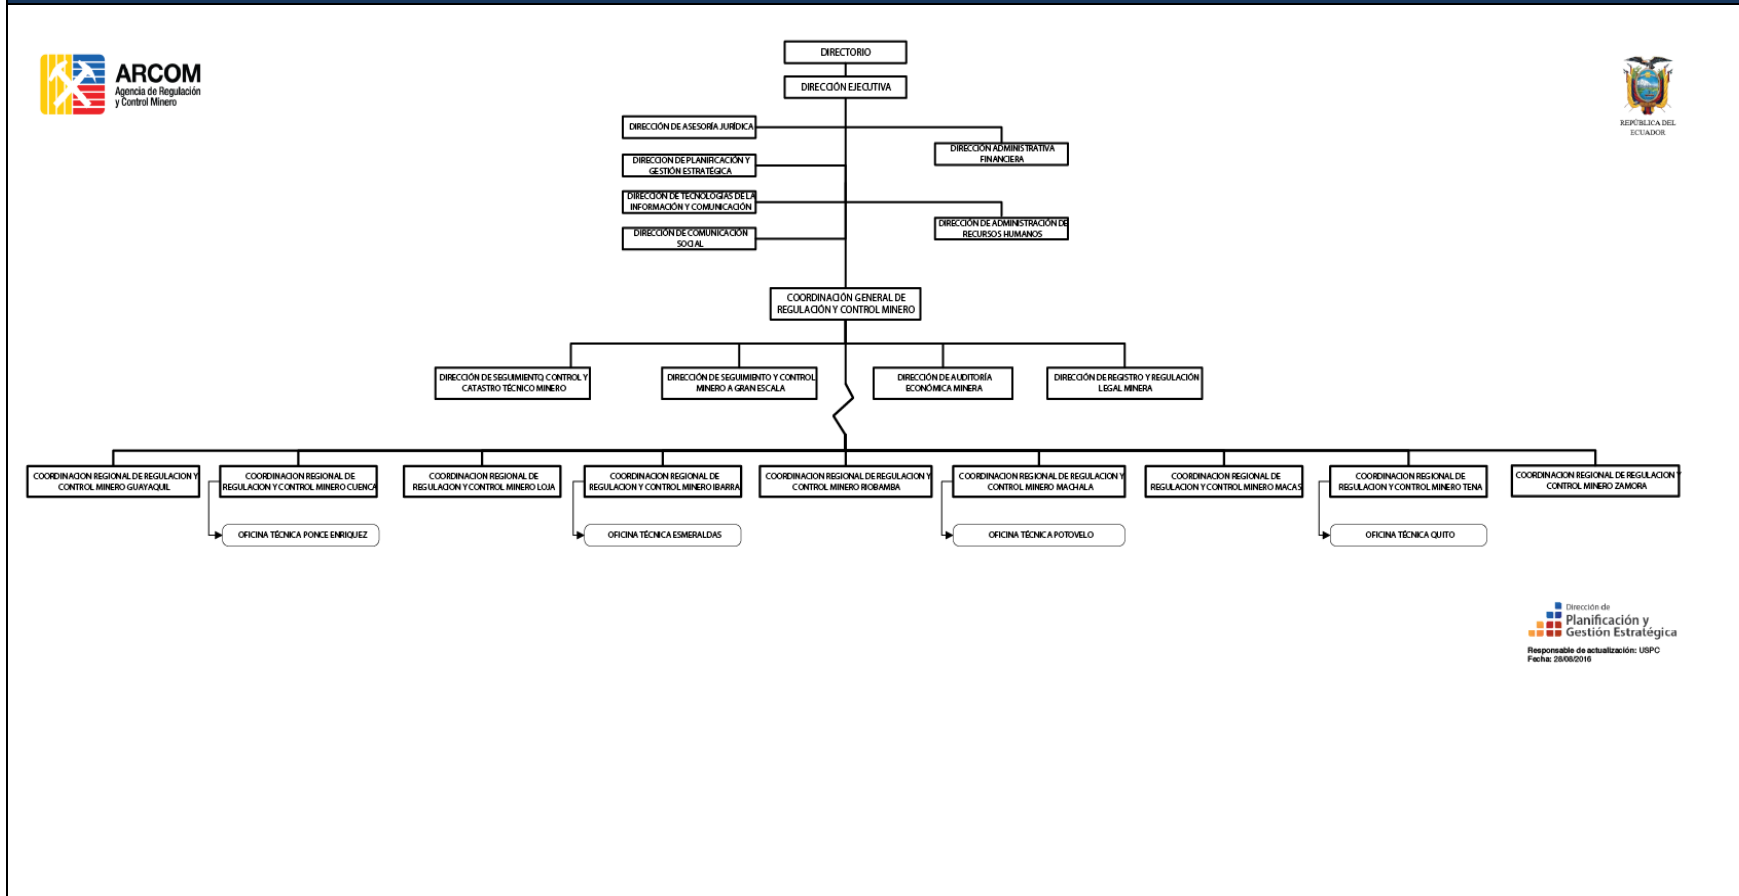 ARCOM
Agencia de Regulación
y Control Minero
DIRECTORIO
DIRECCIÓN EJECUTIVA
REPÚBLICA DEL
ECUADOR
DIRECCIÓN DE ASESORÍA JURÍDICA
DIRECCIÓN ADMINISTRATIVA
FINANCIERA
DIRECCION DE PLANIFICACIÓN Y
GESTIÓN ESTRATÉGICA
DIRECCIÓN DE TECNOLOGÍAS DE LA
INFORMACIÓN Y COMUNICACIÓN
DIRECCIÓN DE ADMINISTRACIÓN DE
RECURSOS HUMANOS
DIRECCIÓN DE COMUNICACIÓN
SOCIAL
COORDINACIÓN GENERAL DE
REGULACIÓN Y CONTROL MINERO
DIRECCIÓN DE SEGUIMIENTO, CONTROL Y
CATASTRO TÉCNICO MINERO
DIRECCIÓN DE SEGUIMIENTO Y CONTROL
MINERO A GRAN ESCALA
DIRECCIÓN DE AUDITORÍA
ECONÓMICA MINERA
DIRECCIÓN DE REGISTRO Y REGULACIÓN
LEGAL MINERA
COORDINACION REGIONAL DE REGULACION Y
CONTROL MINERO GUAYAQUIL
COORDINACION REGIONAL DE
REGULACION Y CONTROL MINERO CUENCA
COORDINACION REGIONAL DE
REGULACION Y CONTROL MINERO LOJA
COORDINACION REGIONAL DE
REGULACION Y CONTROL MINERO IBARRA
COORDINACION REGIONAL DE REGULACION Y
CONTROL MINERO RIOBAMBA
COORDINACION REGIONAL DE REGULACION Y
CONTROL MINERO MACHALA
COORDINACION REGIONAL DE
REGULACION Y CONTROL MINERO MACAS
COORDINACION REGIONAL DE
REGULACION Y CONTROL MINERO TENA
COORDINACION REGIONAL DE REGULACION Y
CONTROL MINERO ZAMORA
OFICINA TÉCNICA PONCE ENRIQUEZ
OFICINA TÉCNICA ESMERALDAS
OFICINA TÉCNICA POTOVELO
OFICINA TÉCNICA QUITO
Dirección de
Planificación y
Gestión Estratégica
Responsable de actualización: USPC
Fecha: 26/08/2016